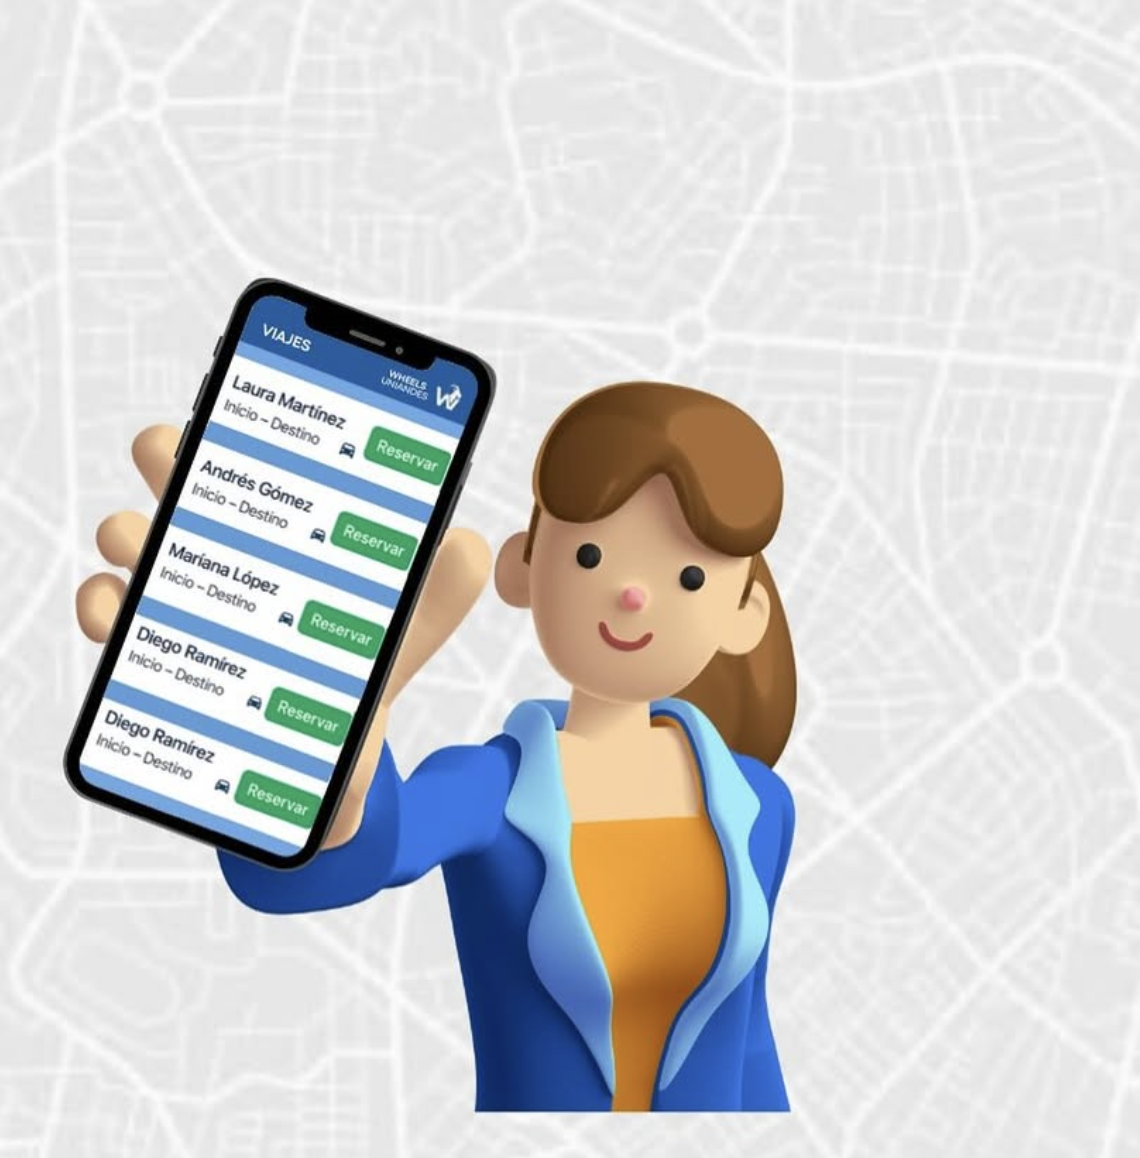 VIAJES
WHEELS
UNIANDES
Laura Martínez
Inicio – Destino
Reservar
Andrés Gómez
Inicio – Destino
Reservar
Maríana López
Inicio – Destino
Reservar
Diego Ramírez
Inicio – Destino
Reservar
Diego Ramírez
Inicio – Destino
Reservar